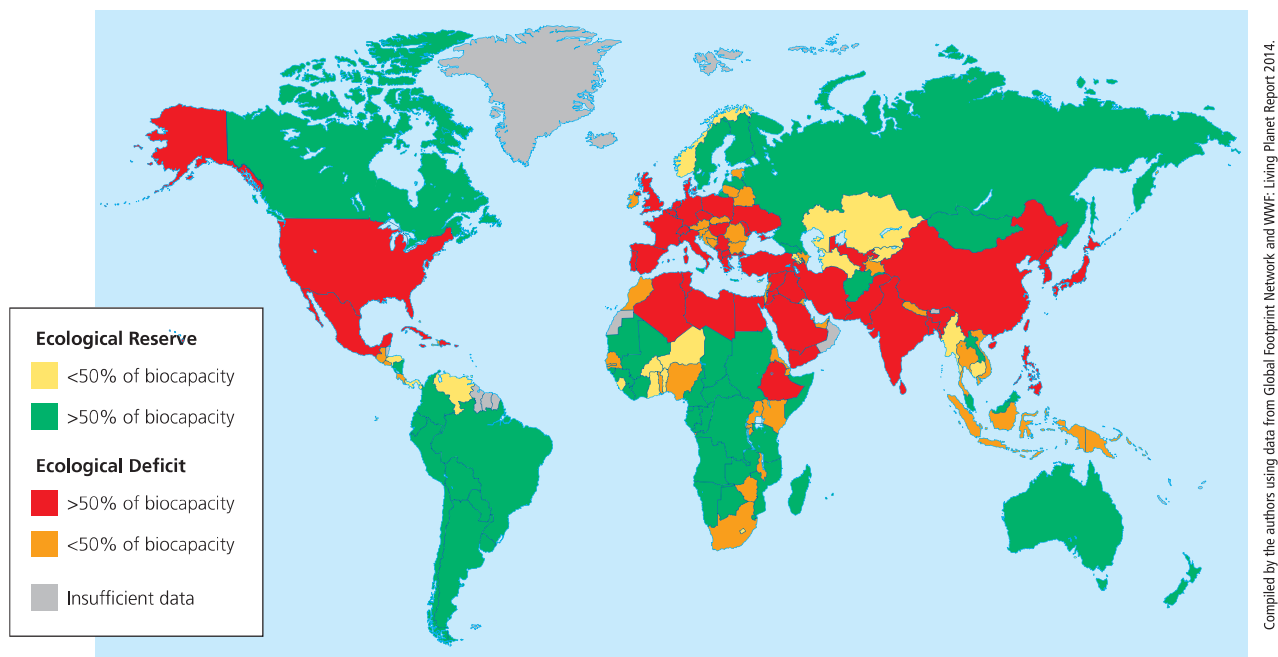 Ecological Reserve
<50% of biocapacity
>50% of biocapacity
Ecological Deficit
>50% of biocapacity
<50% of biocapacity
Insufficient data
Compiled by the authors using data from Global Footprint Network and WWF: Living Planet Report 2014.